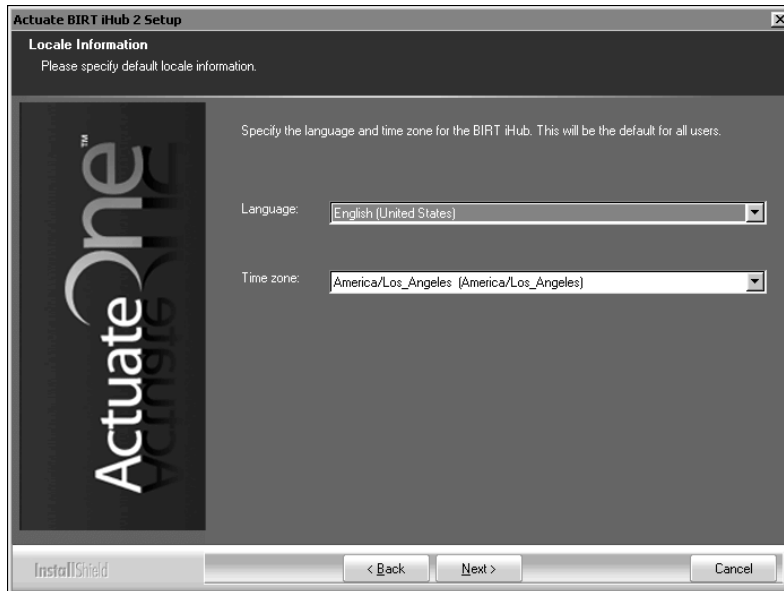 Actuate BIRT iHub 2 Setup
Locale Information
Please specify default locale information.
Specify the language and time zone for the BIRT iHub. This will be the default for all users.
Language: English (United States)
Time zone: America/Los_Angeles (America/Los_Angeles)
ActuateOne™
InstallShield
< Back
Next >
Cancel